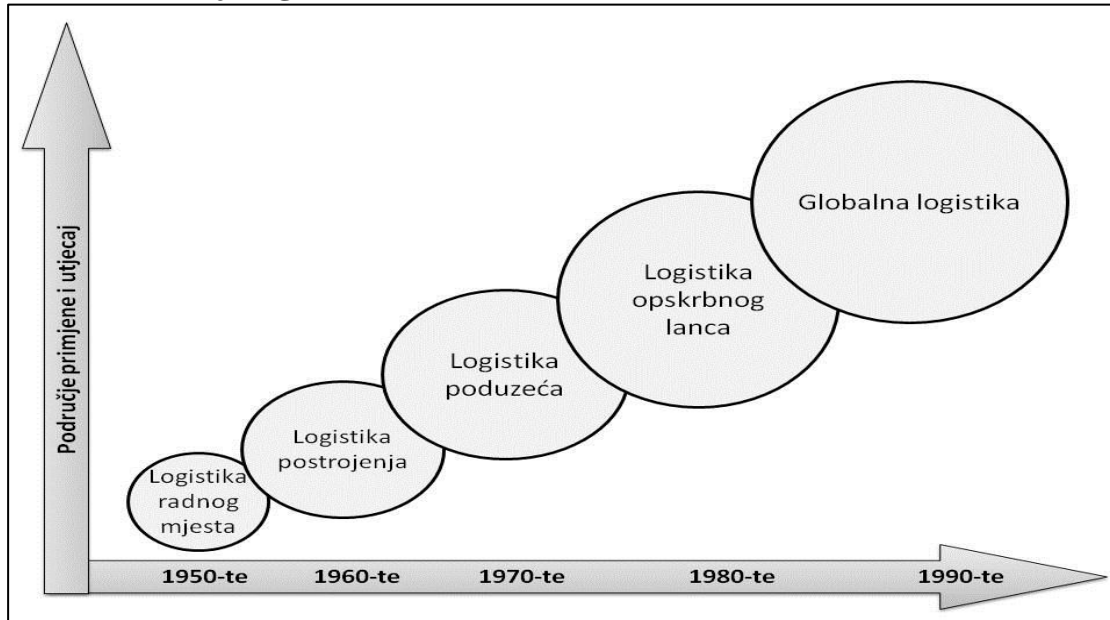 Područje primjene i utjecaj
Globalna logistika
Logistika
opskrbnog
lanca
Logistika
poduzeća
Logistika
postrojenja
Logistika
radnog
mjesta
1950-te
1960-te
1970-te
1980-te
1990-te